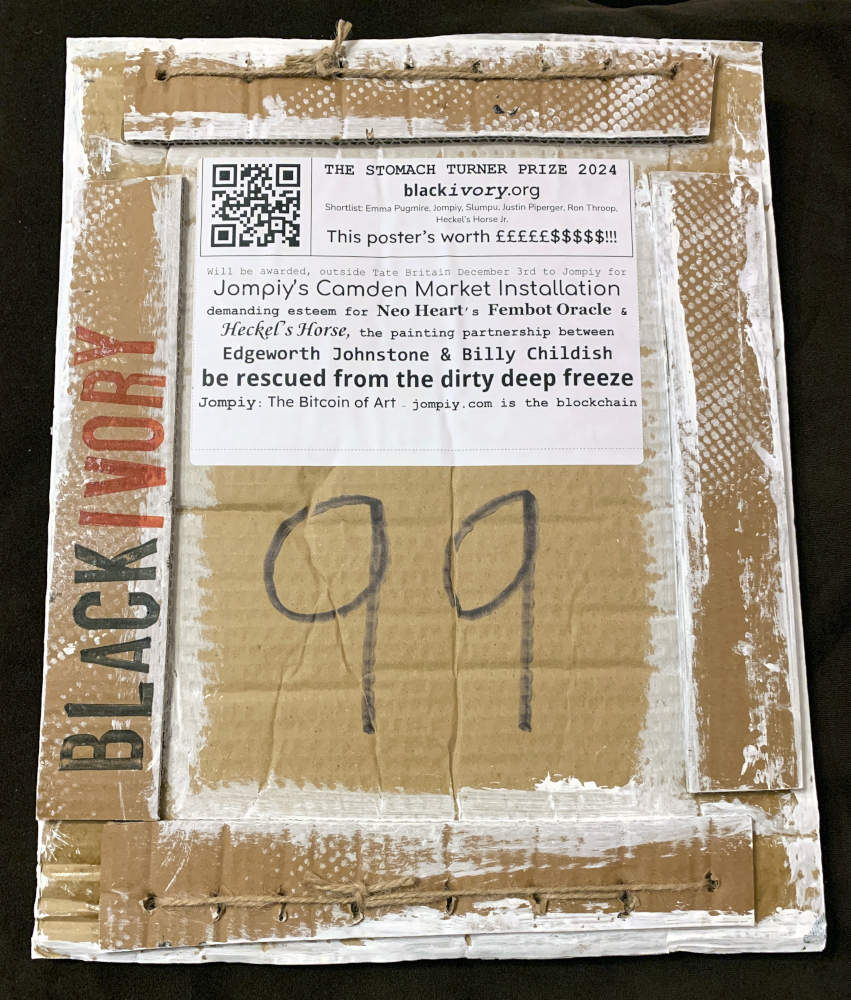 THE STOMACH TURNER PRIZE 2024
blackivory.org
Shortlist: Emma Pugmire, Jompiy, Slumpu, Justin Piperger, Ron Throop,
Heckel's Horse Jr.
This poster's worth £££££$$$$$!!!
Will be awarded, outside Tate Britain December 3rd to Jompiy for
Jompiy's Camden Market Installation
demanding esteem for Neo Heart's Fembot Oracle &
Heckel's Horse, the painting partnership between
Edgeworth Johnstone & Billy Childish
be rescued from the dirty deep freeze
Jompiy: The Bitcoin of Art - jompiy.com is the blockchain
BLACK IVORY
99